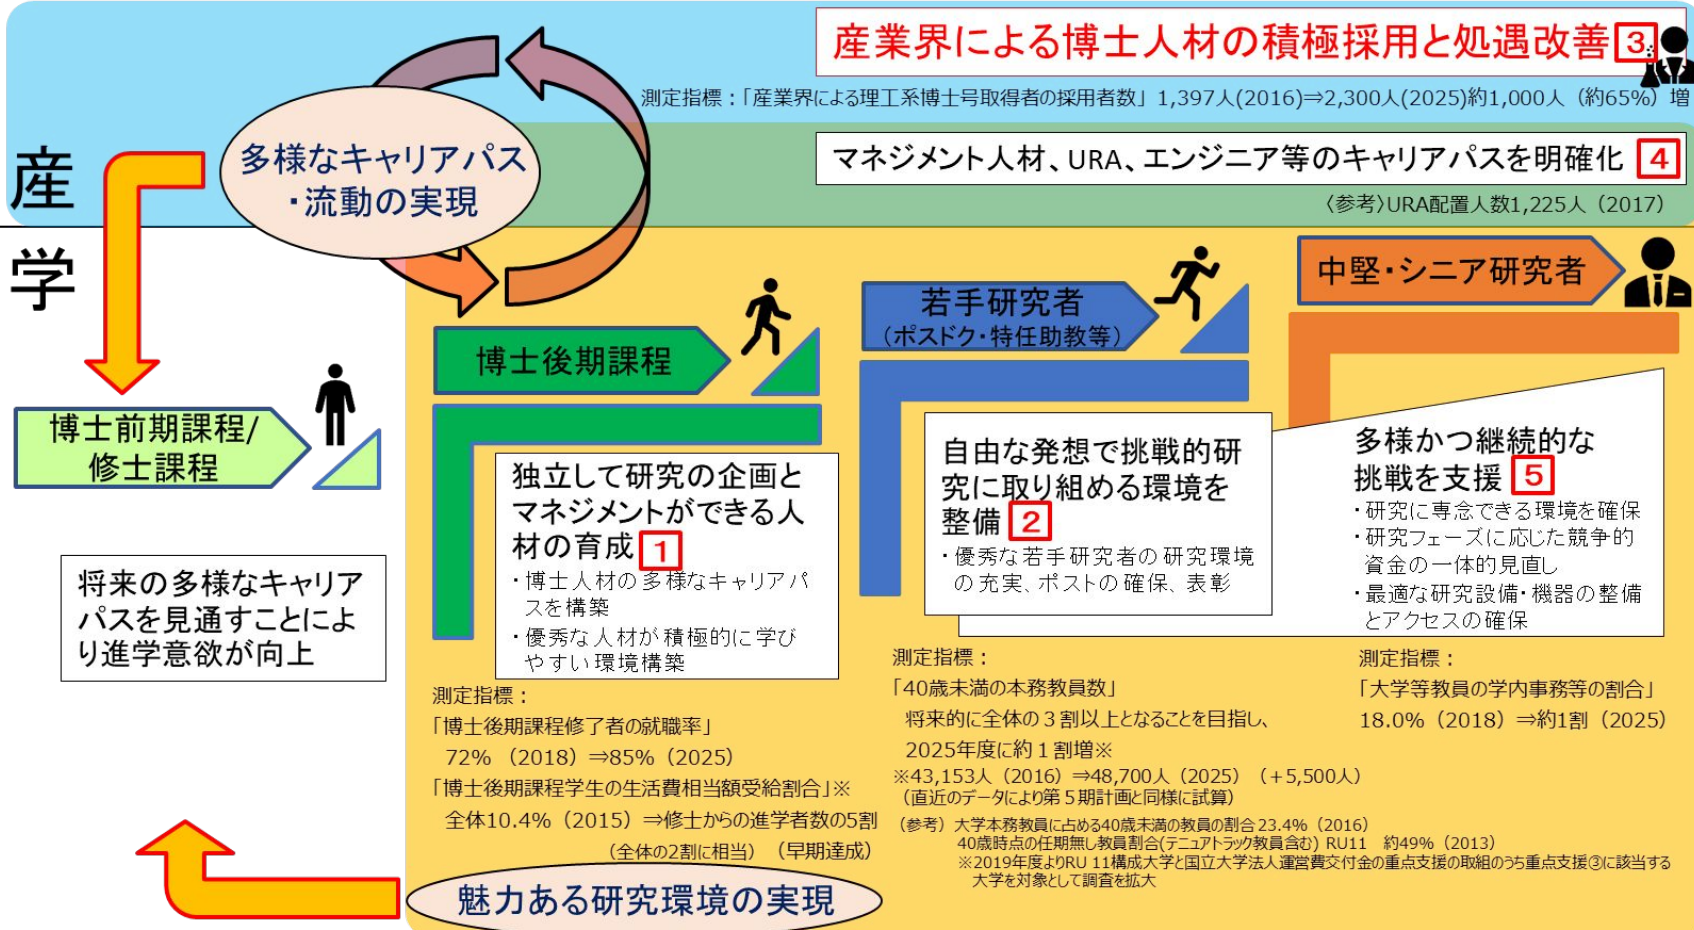 産業界による博士人材の積極採用と処遇改善 3
測定指標：「産業界による理工系博士号取得者の採用者数」 1,397人(2016)⇒2,300人(2025)約1,000人（約65%）増
産
多様なキャリアパス
・流動の実現
マネジメント人材、URA、エンジニア等のキャリアパスを明確化 4
〈参考〉URA配置人数1,225人（2017）
学
博士前期課程/
修士課程
将来の多様なキャリア
パスを見通すことによ
り進学意欲が向上
博士後期課程
独立して研究の企画と
マネジメントができる人
材の育成 1
・博士人材の多様なキャリアパ
スを構築
・優秀な人材が積極的に学び
やすい環境構築
測定指標：
「博士後期課程修了者の就職率」
72% （2018）⇒85%（2025）
「博士後期課程学生の生活費相当額受給割合」※
全体10.4%（2015）⇒修士からの進学者数の5割
（全体の2割に相当）（早期達成）
若手研究者
（ポスドク・特任助教等）
自由な発想で挑戦的研
究に取り組める環境を
整備 2
・優秀な若手研究者の研究環境
の充実、ポストの確保、表彰
測定指標：
「40歳未満の本務教員数」
将来的に全体の３割以上となることを目指し、
2025年度に約１割増※
※43,153人（2016）⇒48,700人（2025）（+5,500人）
（直近のデータにより第５期計画と同様に試算）
（参考）大学本務教員に占める40歳未満の教員の割合23.4%（2016）
40歳時点の任期無し教員割合(テニュアトラック教員含む) RU11 約49%（2013）
※2019年度よりRU 11構成大学と国立大学法人運営費交付金の重点支援の取組のうち重点支援③に該当する
大学を対象として調査を拡大
中堅・シニア研究者
多様かつ継続的な
挑戦を支援 5
・研究に専念できる環境を確保
・研究フェーズに応じた競争的
資金の一体的見直し
・最適な研究設備・機器の整備
とアクセスの確保
測定指標：
「大学等教員の学内事務等の割合」
18.0%（2018）⇒約1割（2025）
魅力ある研究環境の実現